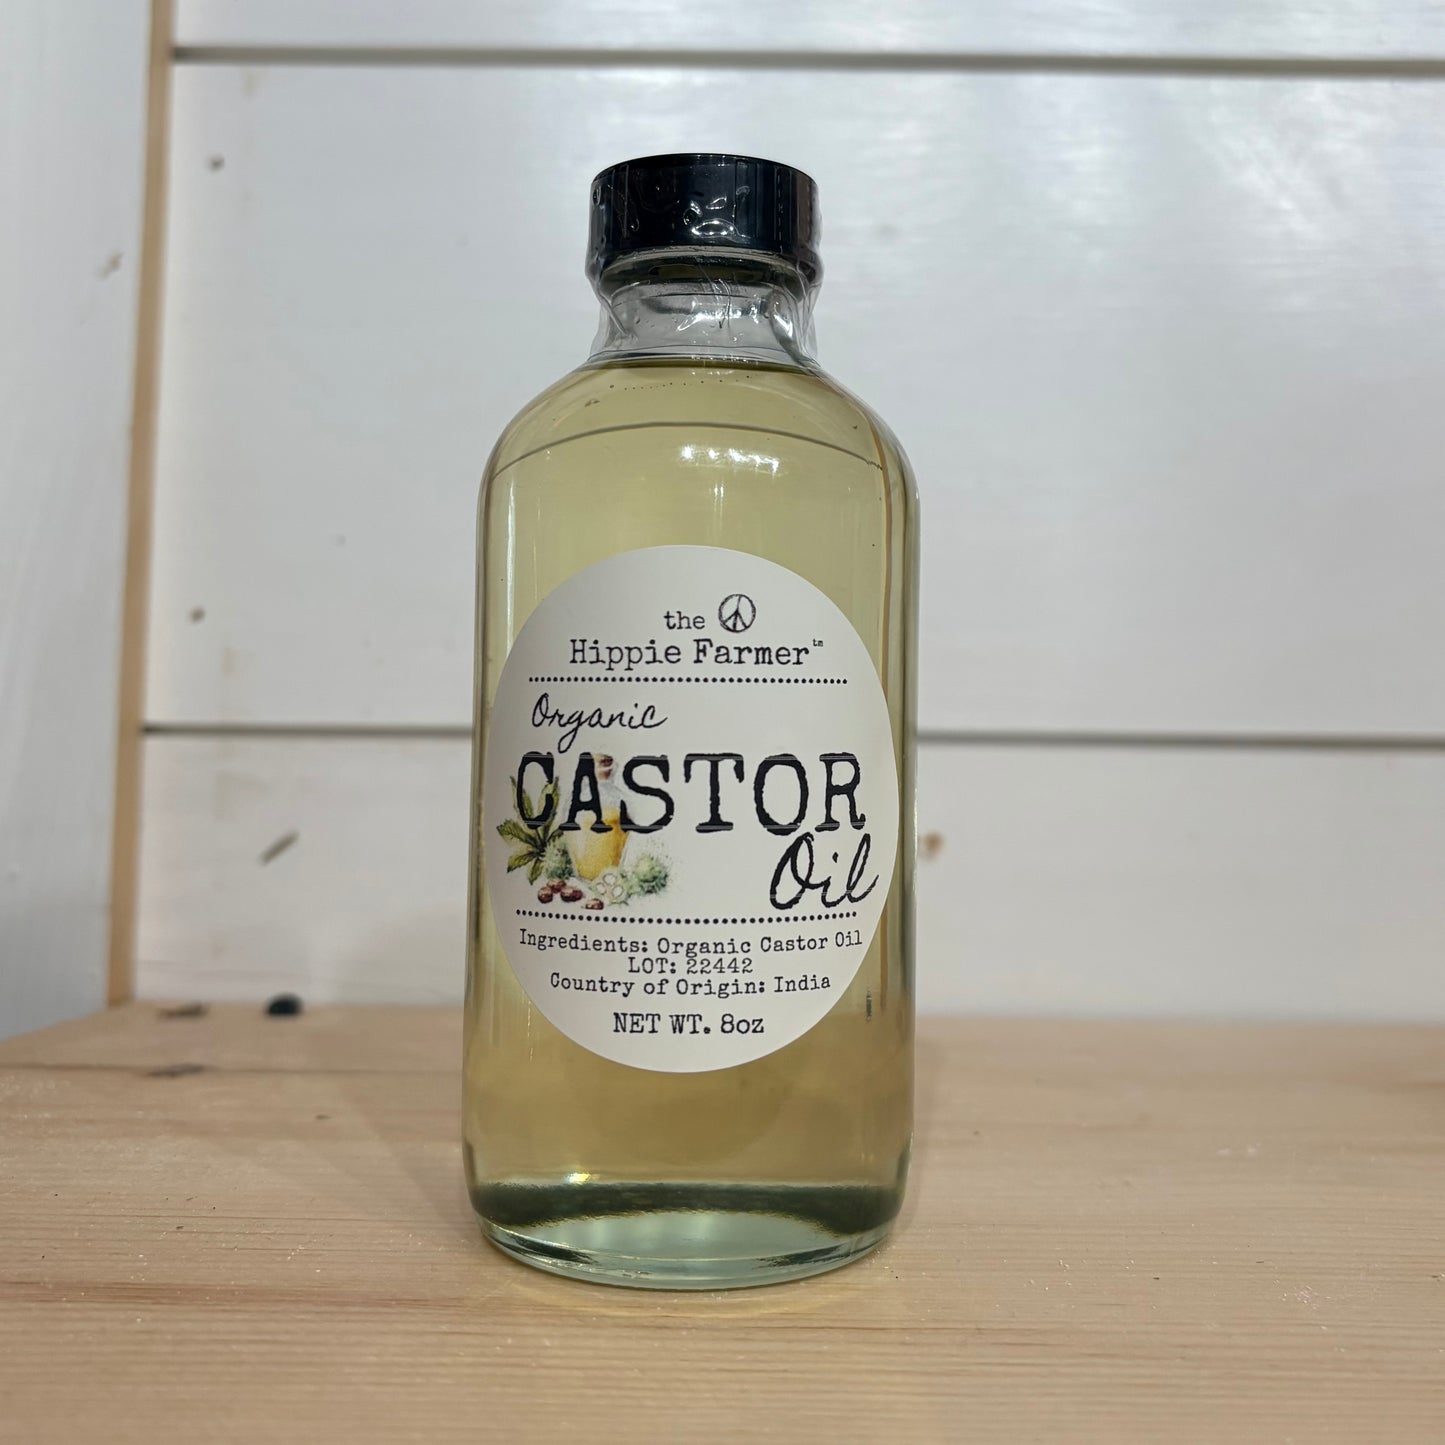 the
Hippie Farmer™
Organic
CASTOR
Oil
Ingredients: Organic Castor Oil
LOT: 22442
Country of Origin: India
NET WT. 8oz